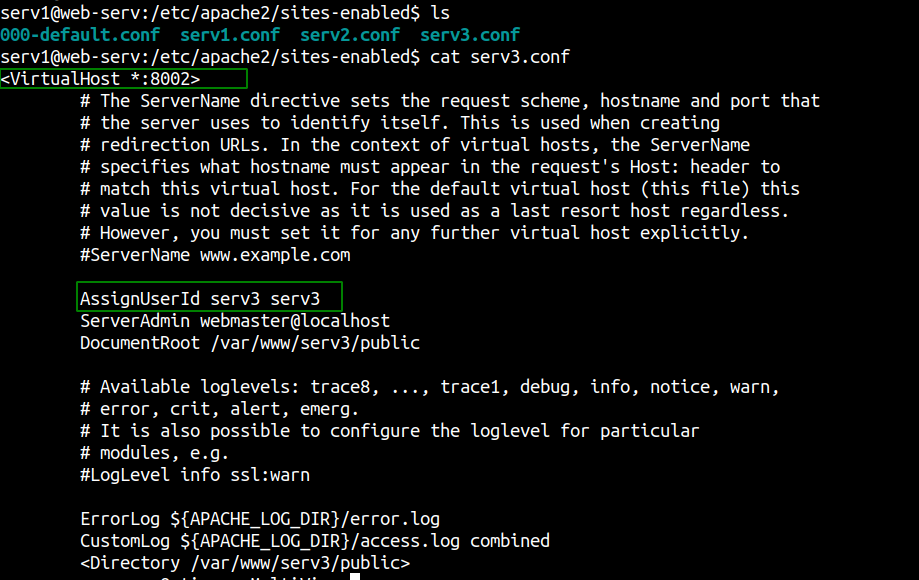 serv1@web-serv:/etc/apache2/sites-enabled$ ls
000-default.conf  serv1.conf  serv2.conf  serv3.conf
serv1@web-serv:/etc/apache2/sites-enabled$ cat serv3.conf
<VirtualHost *:8002>
        # The ServerName directive sets the request scheme, hostname and port that
        # the server uses to identify itself. This is used when creating
        # redirection URLs. In the context of virtual hosts, the ServerName
        # specifies what hostname must appear in the request's Host: header to
        # match this virtual host. For the default virtual host (this file) this
        # value is not decisive as it is used as a last resort host regardless.
        # However, you must set it for any further virtual host explicitly.
        #ServerName www.example.com

        AssignUserId serv3 serv3
        ServerAdmin webmaster@localhost
        DocumentRoot /var/www/serv3/public

        # Available loglevels: trace8, ..., trace1, debug, info, notice, warn,
        # error, crit, alert, emerg.
        # It is also possible to configure the loglevel for particular
        # modules, e.g.
        #LogLevel info ssl:warn

        ErrorLog ${APACHE_LOG_DIR}/error.log
        CustomLog ${APACHE_LOG_DIR}/access.log combined
        <Directory /var/www/serv3/public>